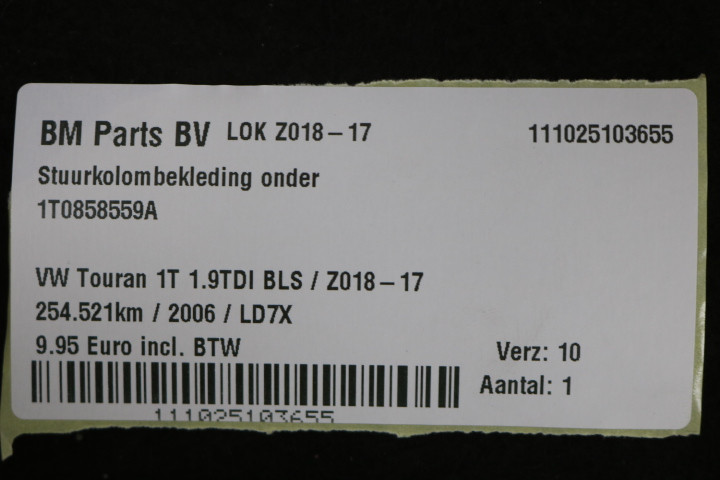 BM Parts BV LOK Z018-17 111025103655
Stuurkolombekleding onder
1T0858559A
VW Touran 1T 1.9TDI BLS / Z018-17
254.521km / 2006 / LD7X
9.95 Euro incl. BTW
Verz: 10
Aantal: 1
111025103655